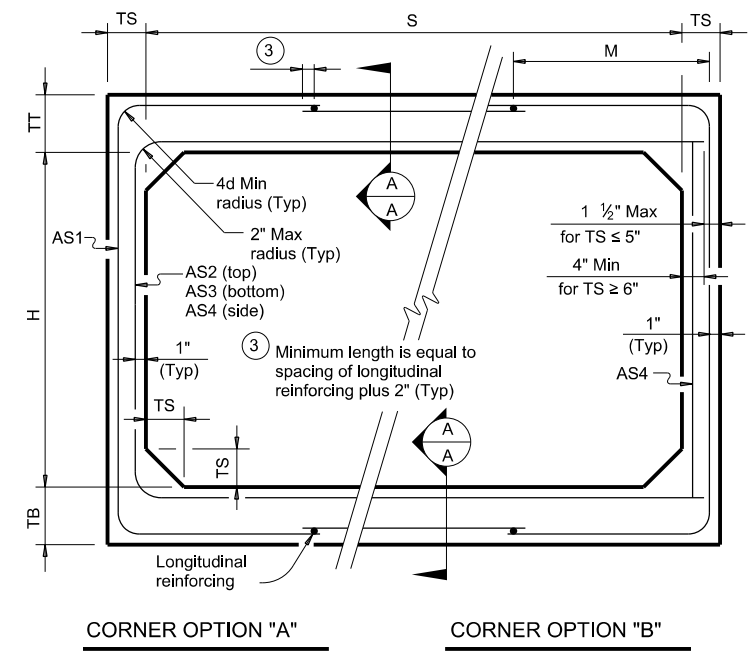 TS
S
TS
3
M
TT
4d Min
radius (Typ)
A
A
2" Max
radius (Typ)
1 ½" Max
for TS ≤ 5"
AS1
AS2 (top)
AS3 (bottom)
AS4 (side)
4" Min
for TS ≥ 6"
H
1"
(Typ)
3
Minimum length is equal to
spacing of longitudinal
reinforcing plus 2" (Typ)
1"
(Typ)
AS4
TS
A
A
TS
TB
Longitudinal
reinforcing
CORNER OPTION "A"
CORNER OPTION "B"